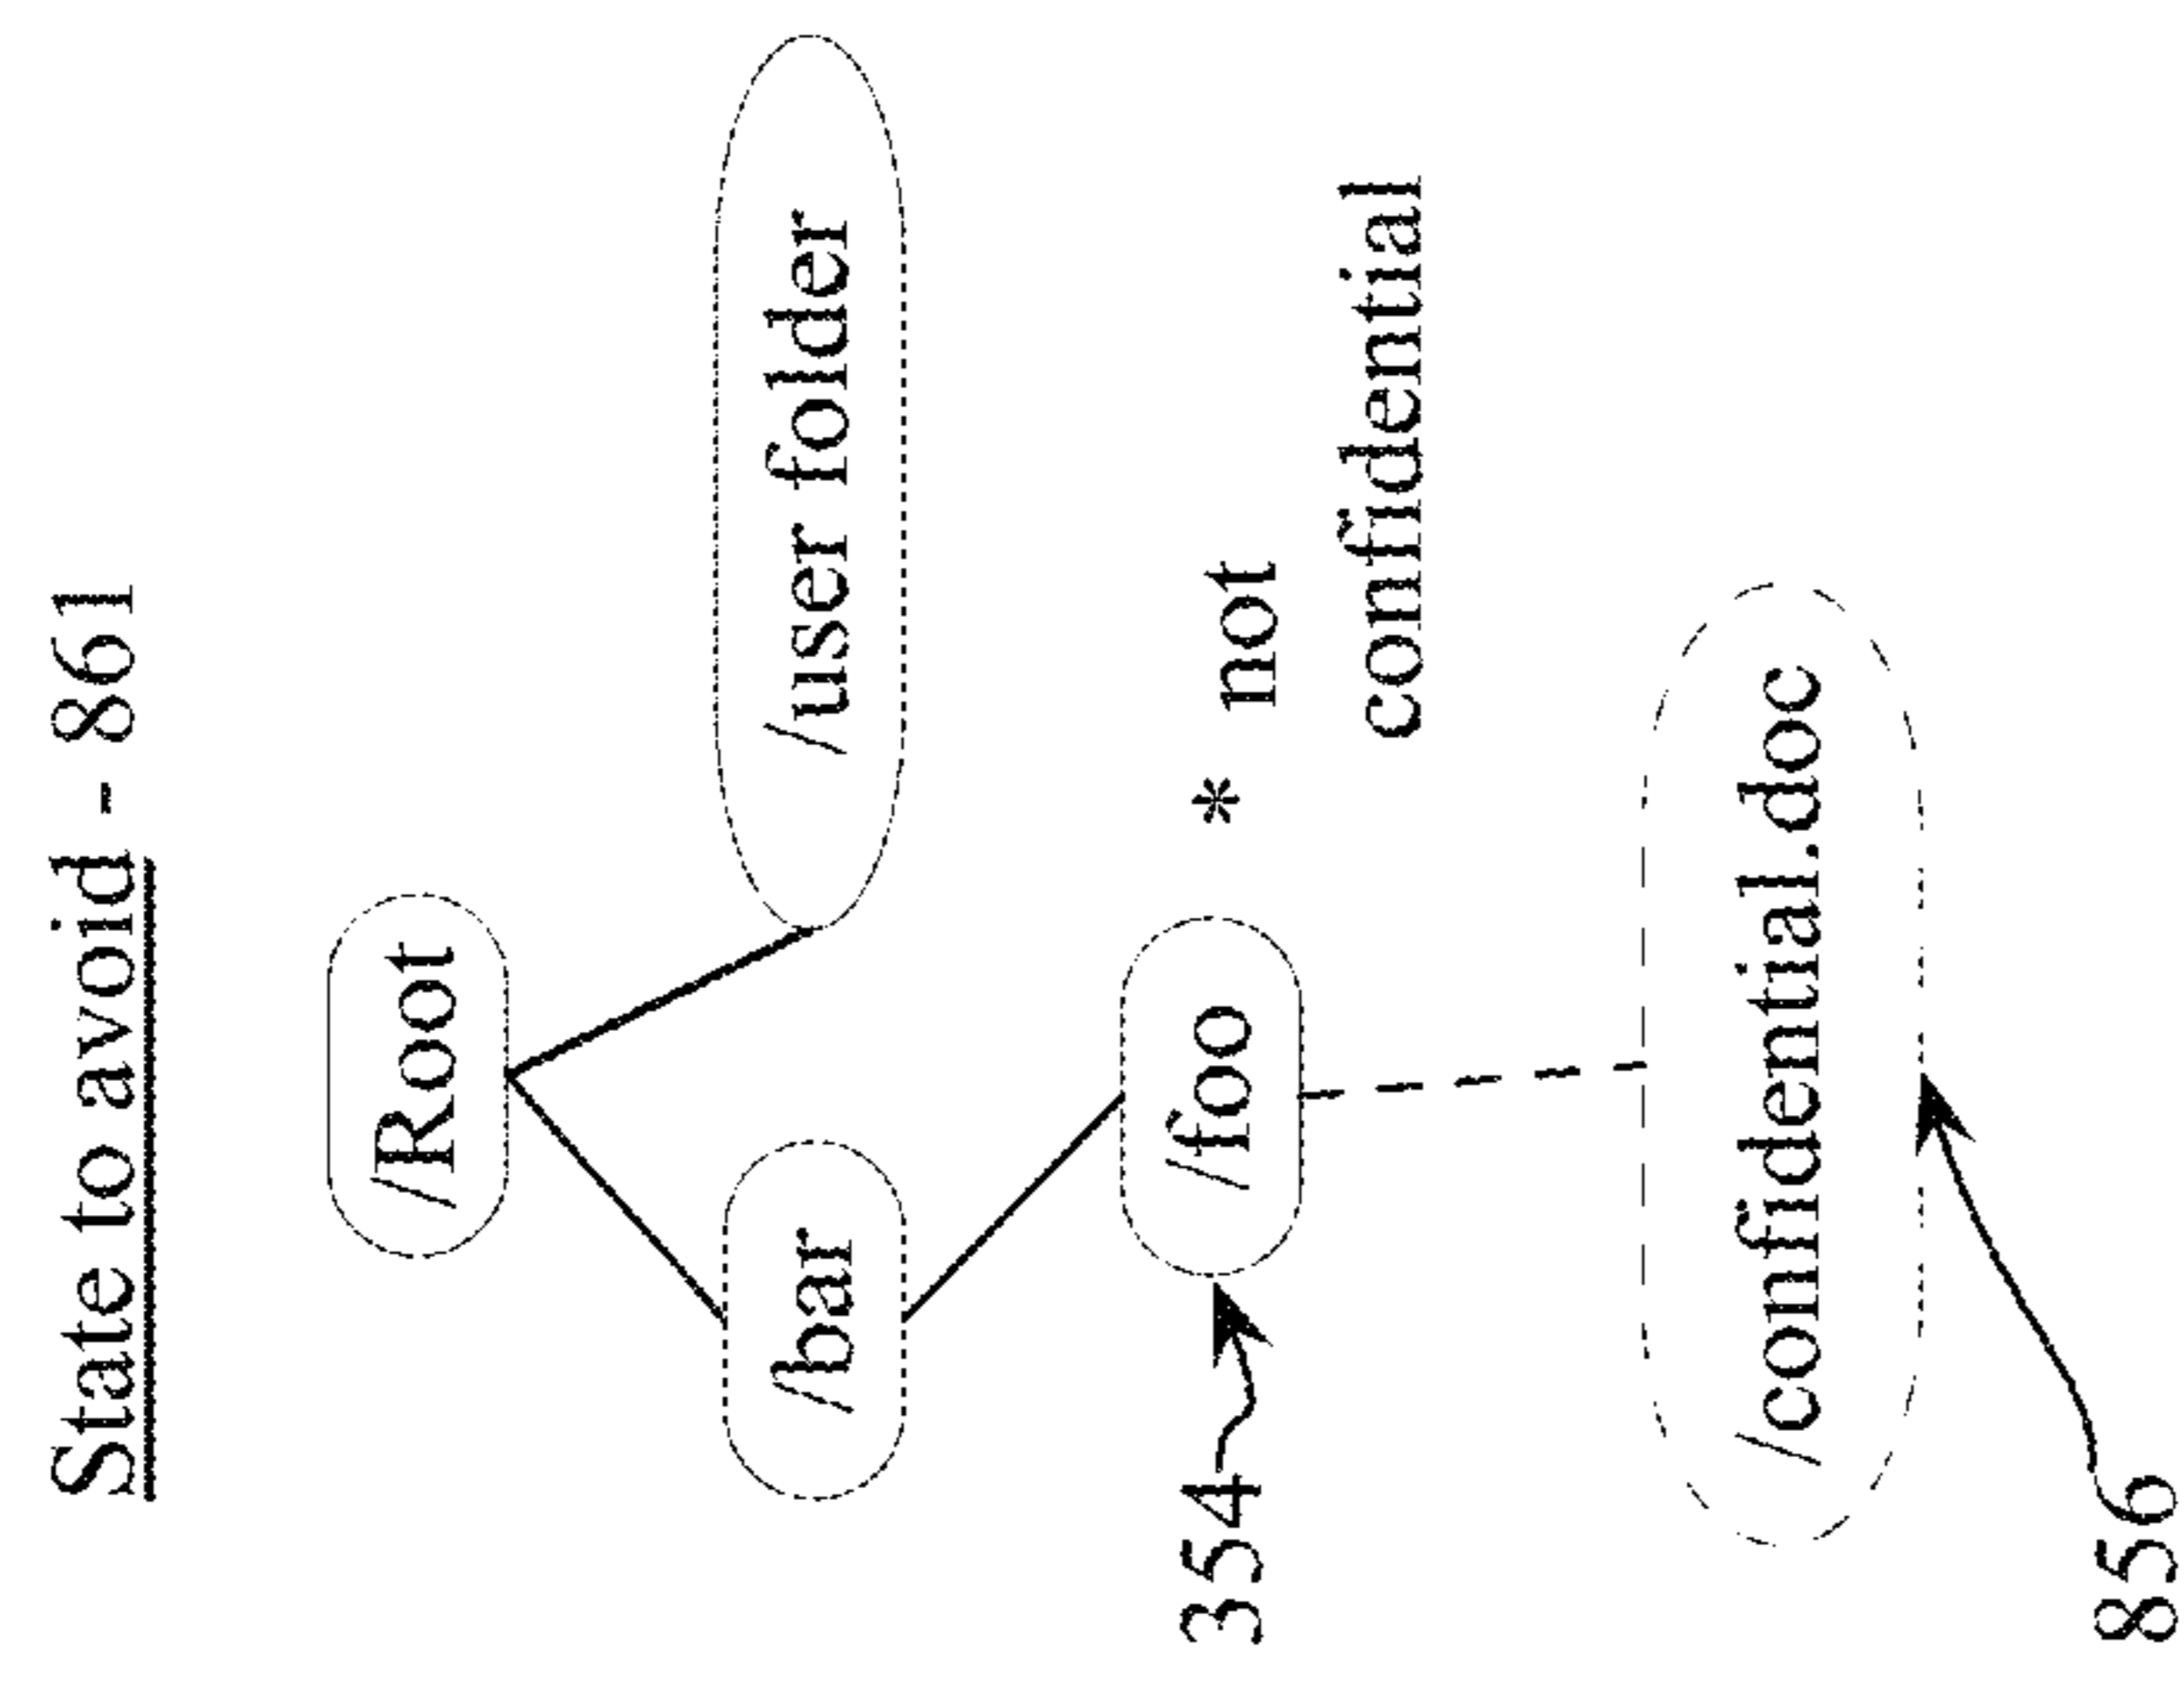 State to avoid - 861
/Root
/bar
/user folder
354
/foo
* not
confidential
/confidential.doc
856